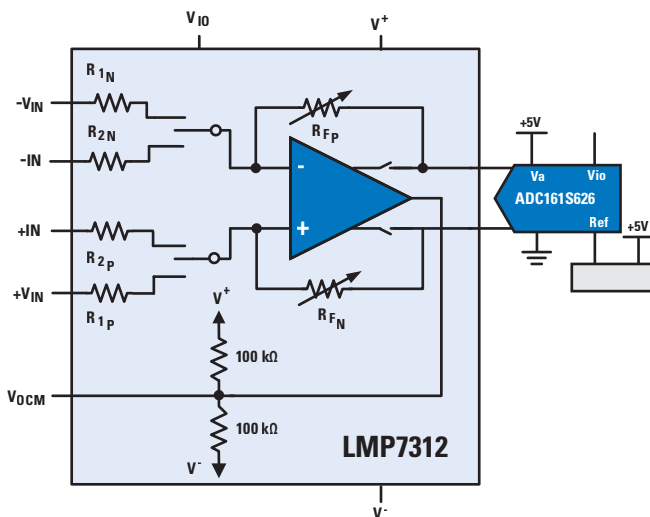 V IO
V+
R1N
-VIN
R2N
-IN
RFP
-
+5V
Va
Vio
ADC161S626
Ref
+5V
+IN
R2P
+
+VIN
R1P
V+
RFN
100 kΩ
VOCM
100 kΩ
V-
LMP7312
V-